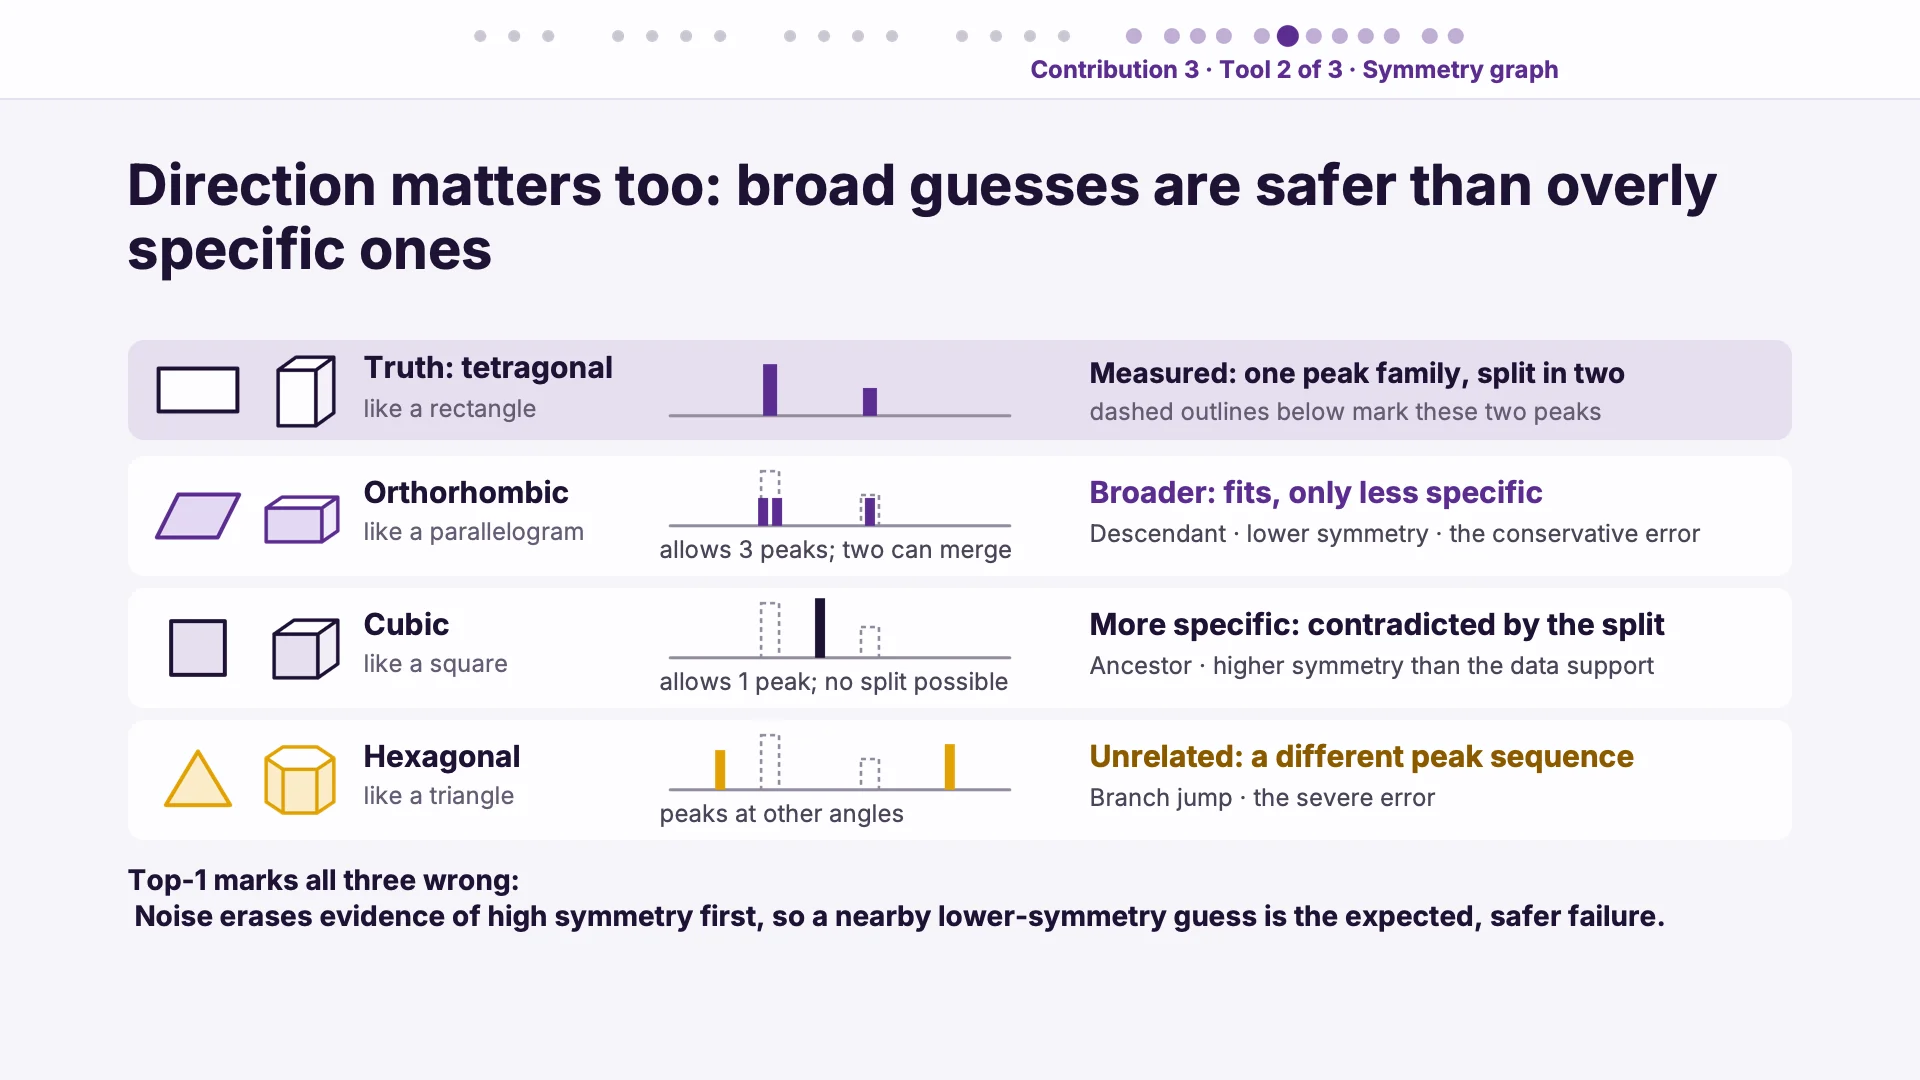 Contribution 3 · Tool 2 of 3 · Symmetry graph
Direction matters too: broad guesses are safer than overly
specific ones
Truth: tetragonal
like a rectangle
Measured: one peak family, split in two
dashed outlines below mark these two peaks
Orthorhombic
like a parallelogram
allows 3 peaks; two can merge
Broader: fits, only less specific
Descendant · lower symmetry · the conservative error
Cubic
like a square
allows 1 peak; no split possible
More specific: contradicted by the split
Ancestor · higher symmetry than the data support
Hexagonal
like a triangle
peaks at other angles
Unrelated: a different peak sequence
Branch jump · the severe error
Top-1 marks all three wrong:
Noise erases evidence of high symmetry first, so a nearby lower-symmetry guess is the expected, safer failure.